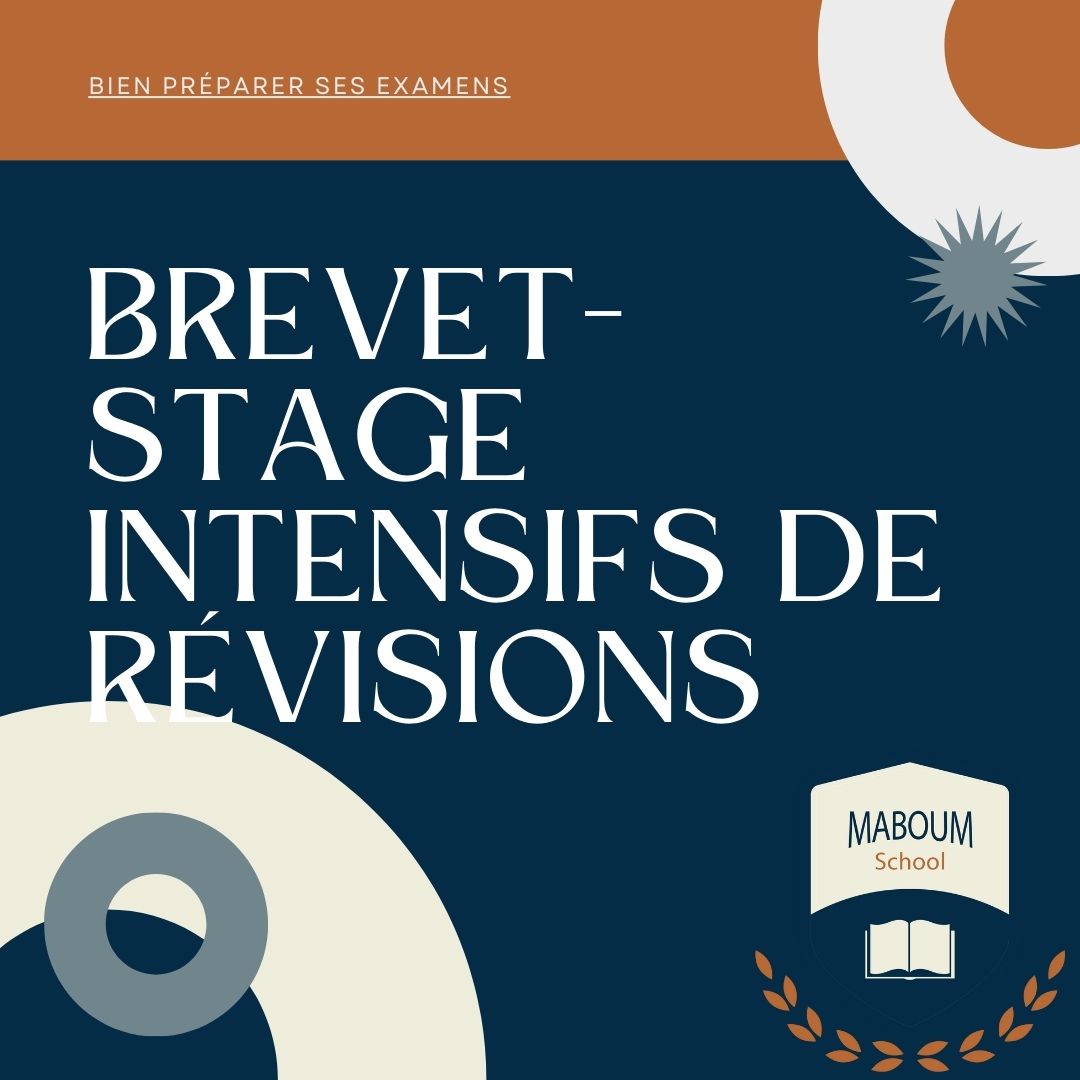 BIEN PRÉPARER SES EXAMENS
BREVET-
STAGE
INTENSIFS DE
RÉVISIONS
MABOUM
School